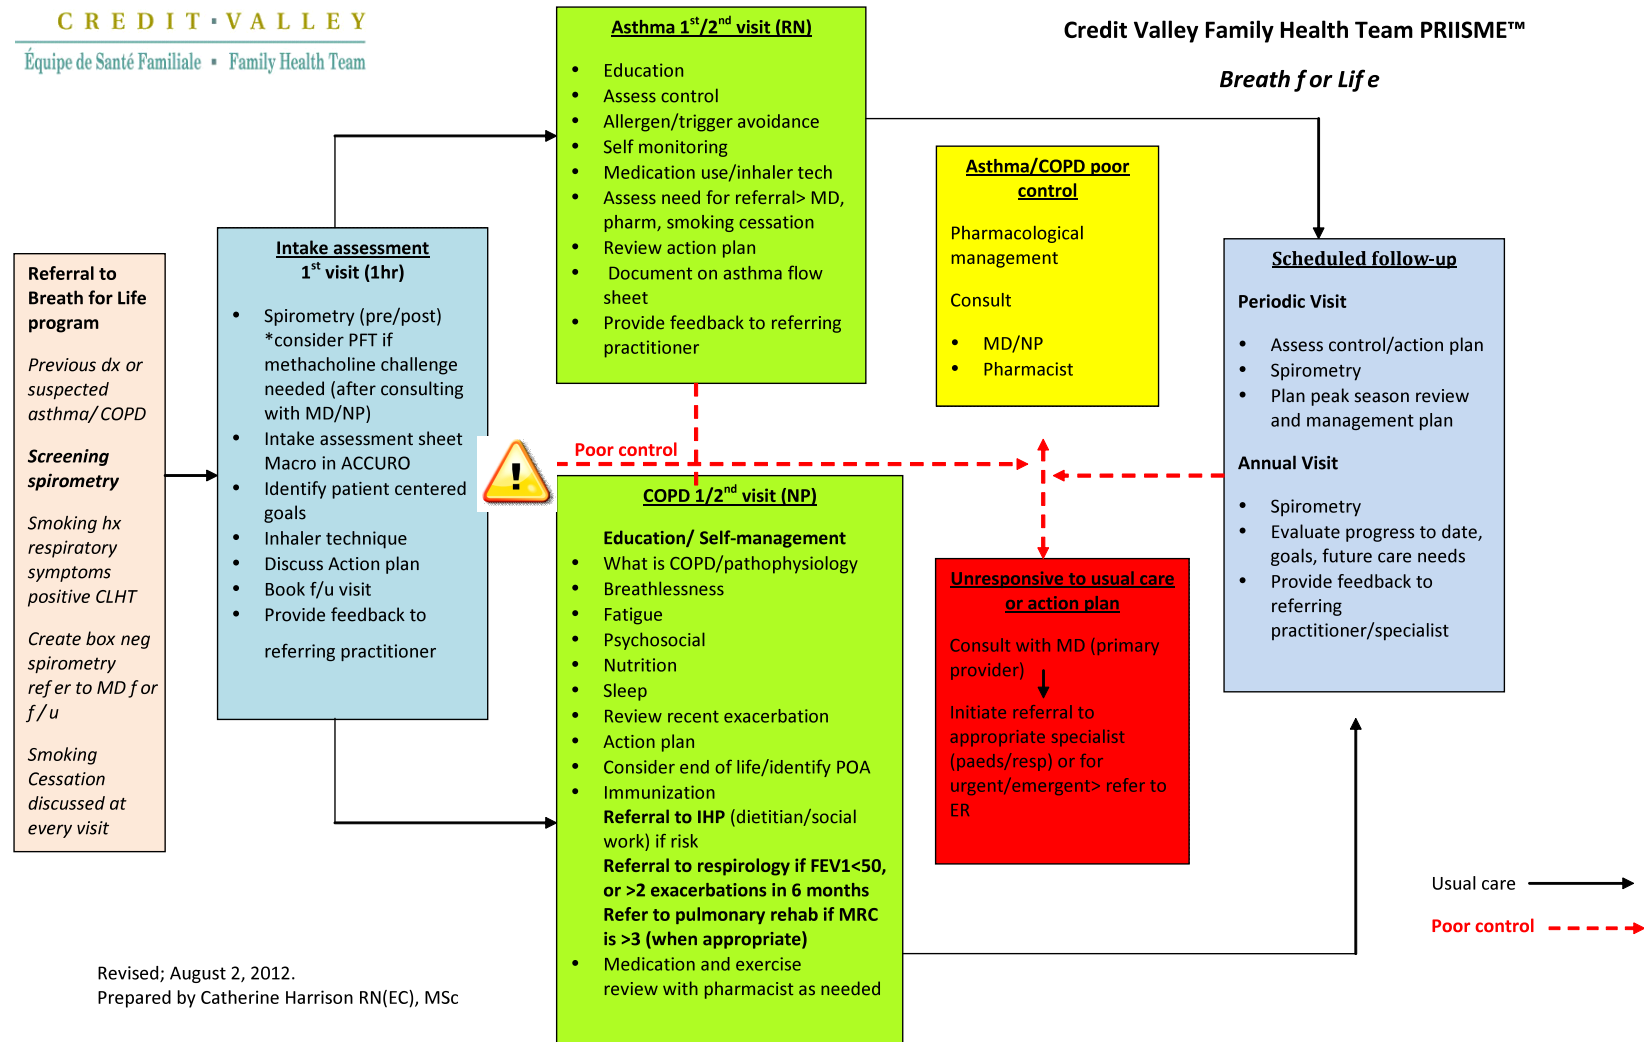 CREDIT VALLEY
Équipe de Santé Familiale ▪ Family Health Team
Credit Valley Family Health Team PRIISME™
Breath for Life
Referral to
Breath for Life
program
Previous dx or
suspected
asthma/ COPD
Screening
spirometry
Smoking hx
respiratory
symptoms
positive CLHT
Create box neg
spirometry
refer to MD for
f/u
Smoking
Cessation
discussed at
every visit
Intake assessment
1st visit (1hr)
• Spirometry (pre/post)
*consider PFT if
methacholine challenge
needed (after consulting
with MD/NP)
• Intake assessment sheet
Macro in ACCURO
• Identify patient centered
goals
• Inhaler technique
• Discuss Action plan
• Book f/u visit
• Provide feedback to
referring practitioner
Asthma 1st/2nd visit (RN)
• Education
• Assess control
• Allergen/trigger avoidance
• Self monitoring
• Medication use/inhaler tech
• Assess need for referral> MD,
pharm, smoking cessation
• Review action plan
• Document on asthma flow
sheet
• Provide feedback to referring
practitioner
!
Poor control
COPD 1/2nd visit (NP)
Education/ Self-management
• What is COPD/pathophysiology
• Breathlessness
• Fatigue
• Psychosocial
• Nutrition
• Sleep
• Review recent exacerbation
• Action plan
• Consider end of life/identify POA
• Immunization
Referral to IHP (dietitian/social
work) if risk
Referral to respirology if FEV1<50,
or >2 exacerbations in 6 months
Refer to pulmonary rehab if MRC
is >3 (when appropriate)
• Medication and exercise
review with pharmacist as needed
Asthma/COPD poor
control
Pharmacological
management
Consult
• MD/NP
• Pharmacist
Unresponsive to usual care
or action plan
Consult with MD (primary
provider)
Initiate referral to
appropriate specialist
(paeds/resp) or for
urgent/emergent> refer to
ER
Scheduled follow-up
Periodic Visit
• Assess control/action plan
• Spirometry
• Plan peak season review
and management plan
Annual Visit
• Spirometry
• Evaluate progress to date,
goals, future care needs
• Provide feedback to
referring
practitioner/specialist
Usual care
Poor control
Revised; August 2, 2012.
Prepared by Catherine Harrison RN(EC), MSc